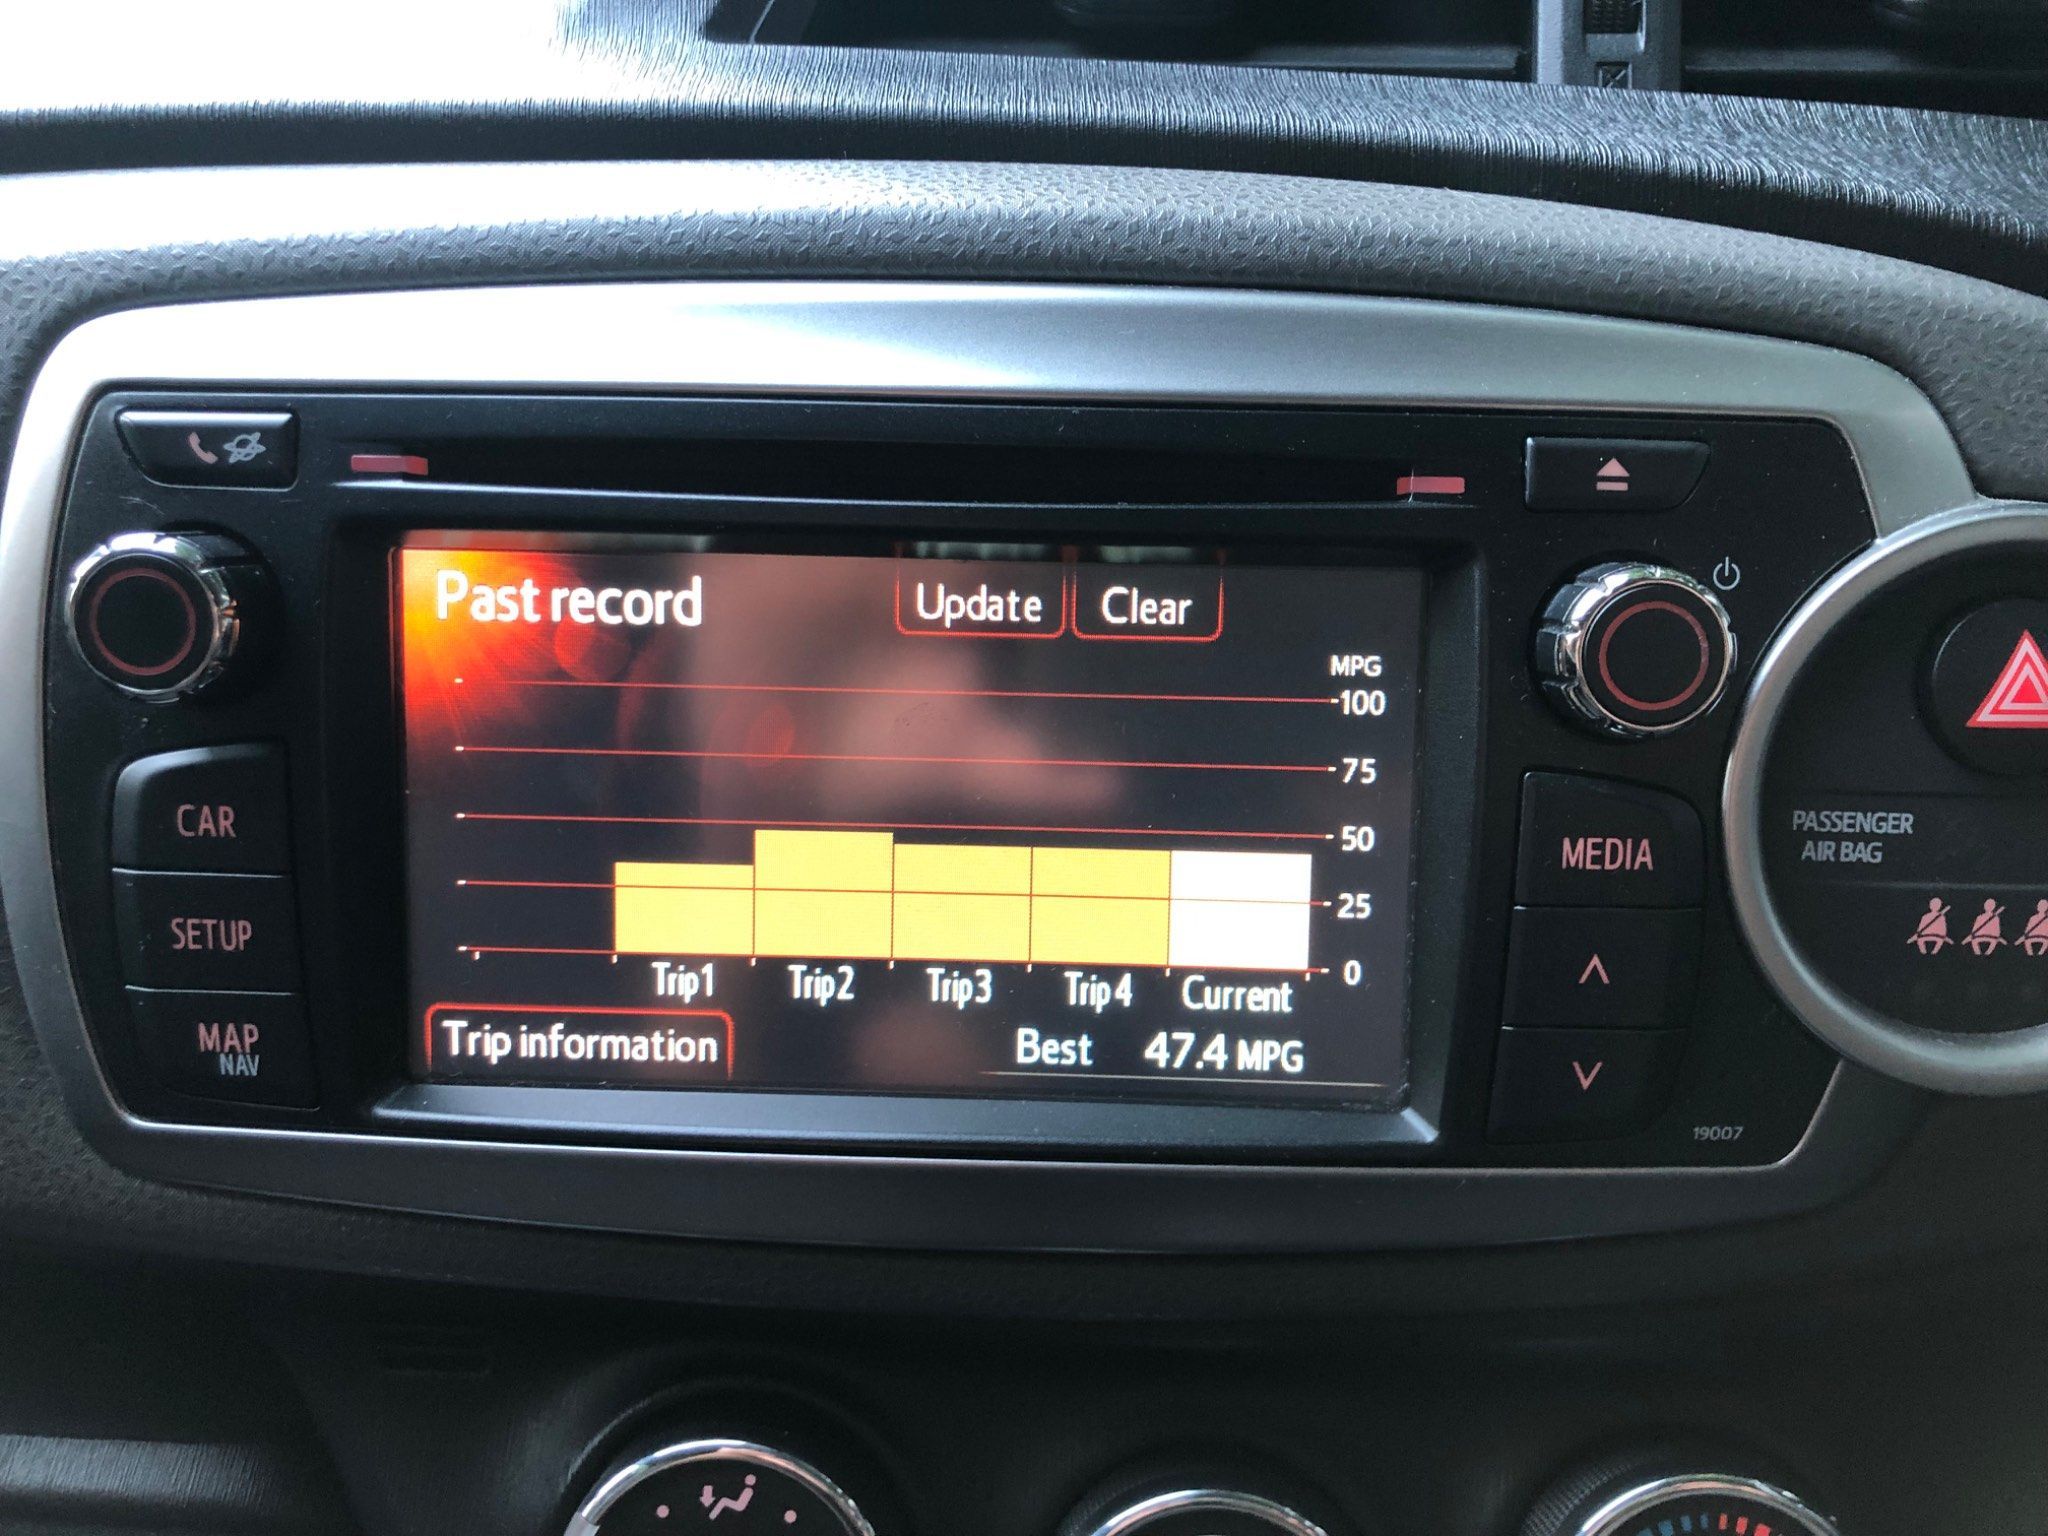 Past record
Update
Clear
MPG
100
75
50
25
0
Trip1
Trip2
Trip3
Trip4
Current
Trip information
Best 47.4 MPG
CAR
SETUP
MAP
NAV
MEDIA
19007
PASSENGER
AIR BAG